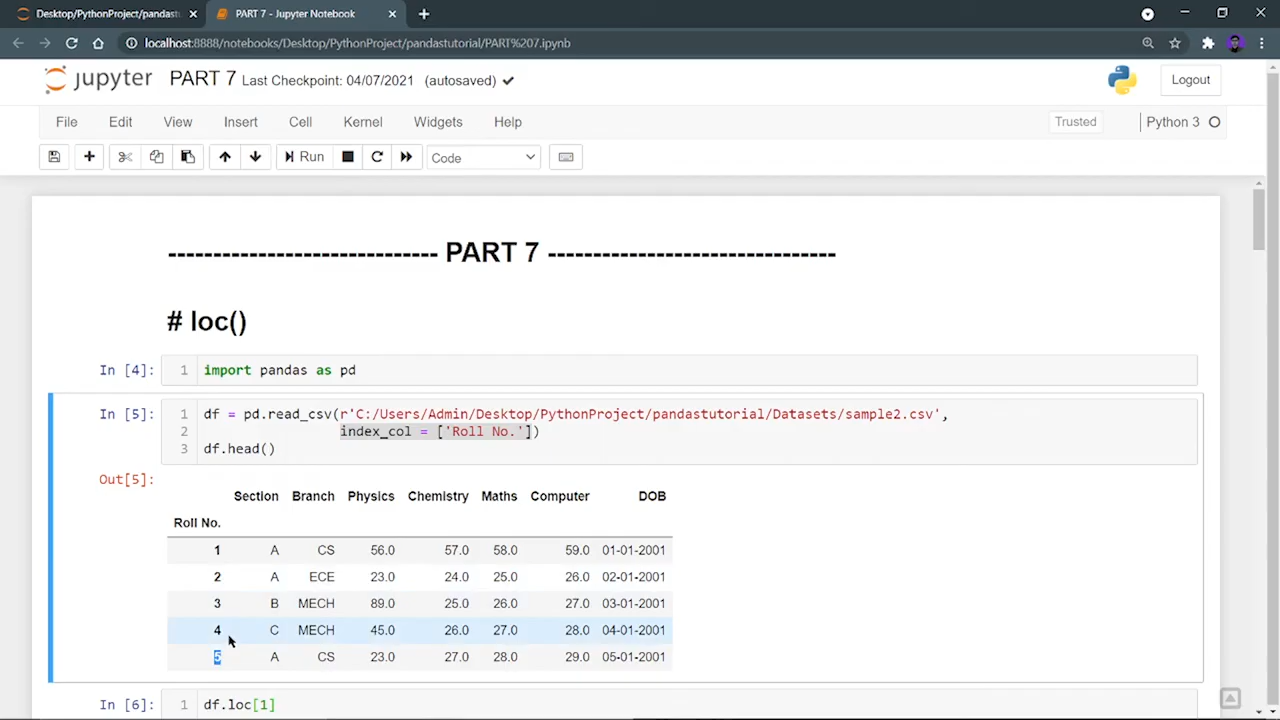 Desktop/PythonProject/pandastut
PART 7 - Jupyter Notebook
localhost:8888/notebooks/Desktop/PythonProject/pandastutorial/PART%207.ipynb
jupyter PART 7 Last Checkpoint: 04/07/2021 (autosaved)
Logout
File Edit View Insert Cell Kernel Widgets Help Trusted Python 3
Run Code
---------------------------- PART 7 ------------------------------
# loc()
In [4]: 1 import pandas as pd
In [5]: 1 df = pd.read_csv(r'C:/Users/Admin/Desktop/PythonProject/pandastutorial/Datasets/sample2.csv',
2 index_col = ['Roll No.'])
3 df.head()
Out[5]:
Section Branch Physics Chemistry Maths Computer DOB
Roll No.
1 A CS 56.0 57.0 58.0 59.0 01-01-2001
2 A ECE 23.0 24.0 25.0 26.0 02-01-2001
3 B MECH 89.0 25.0 26.0 27.0 03-01-2001
4 C MECH 45.0 26.0 27.0 28.0 04-01-2001
5 A CS 23.0 27.0 28.0 29.0 05-01-2001
In [6]: 1 df.loc[1]